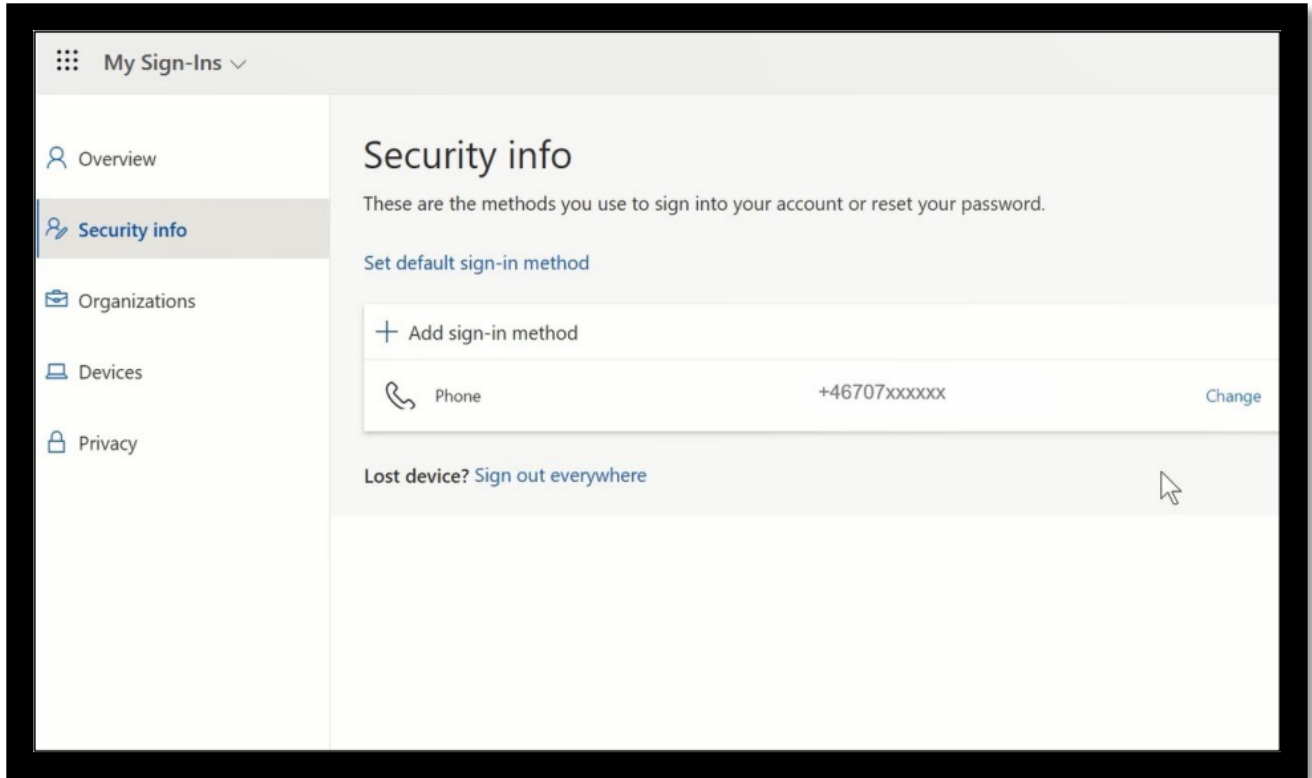 My Sign-Ins
Overview
Security info
Organizations
Devices
Privacy
Security info
These are the methods you use to sign into your account or reset your password.
Set default sign-in method
Add sign-in method
Phone +46707xxxxxx Change
Lost device? Sign out everywhere